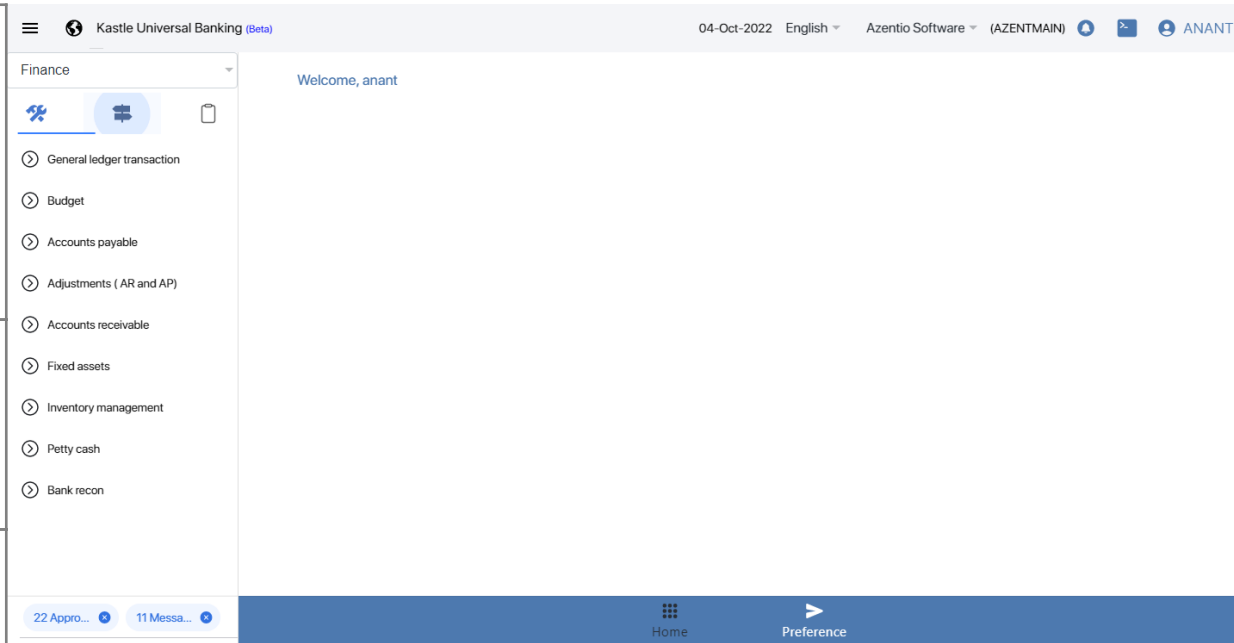 Kastle Universal Banking (Beta)
04-Oct-2022 English Azentio Software (AZENTMAIN) ANANT
Finance
Welcome, anant
General ledger transaction
Budget
Accounts payable
Adjustments ( AR and AP)
Accounts receivable
Fixed assets
Inventory management
Petty cash
Bank recon
22 Appro... 11 Messa...
Home Preference